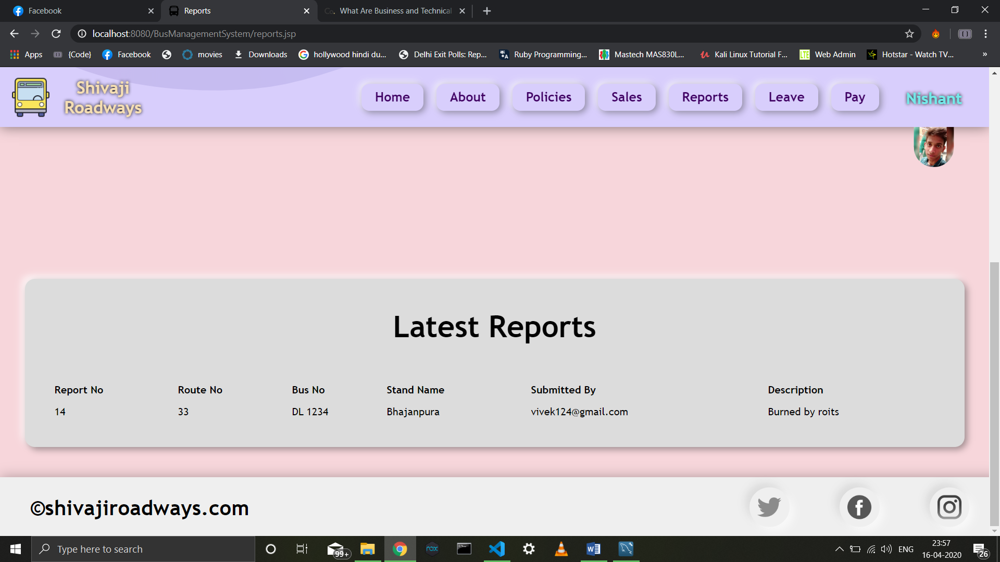 Facebook
Reports
What Are Business and Technical
localhost:8080/BusManagementSystem/reports.jsp
Apps
{Code}
Facebook
movies
Downloads
hollywood hindi du...
Delhi Exit Polls: Rep...
Ruby Programming...
Mastech MAS830L...
Kali Linux Tutorial F...
LTE
Web Admin
Hotstar - Watch TV...
»
Shivaji
Roadways
Home
About
Policies
Sales
Reports
Leave
Pay
Nishant
Latest Reports
Report No Route No Bus No Stand Name Submitted By Description
14 33 DL 1234 Bhajanpura vivek124@gmail.com Burned by roits
©shivajiroadways.com
Type here to search
99+
nox
ENG
23:57
16-04-2020
26